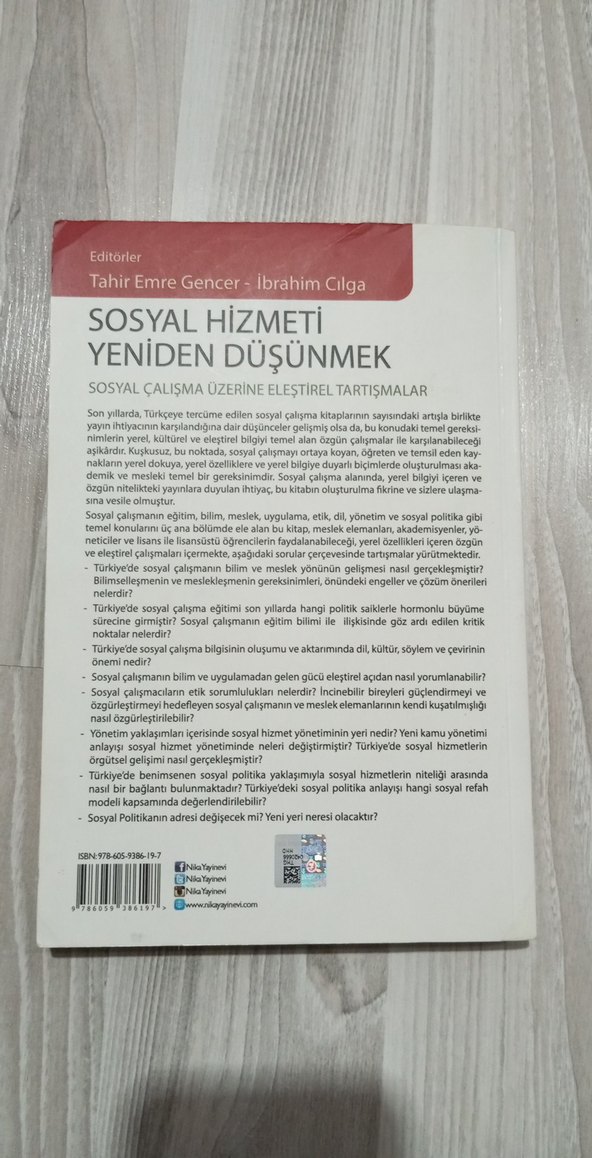 Editörler
Tahir Emre Gencer - İbrahim Cılga
SOSYAL HİZMETİ
YENİDEN DÜŞÜNMEK
SOSYAL ÇALIŞMA ÜZERİNE ELEŞTİREL TARTIŞMALAR
Son yıllarda, Türkçeye tercüme edilen sosyal çalışma kitaplarının sayısındaki artışla birlikte
yayın ihtiyacının karşılandığına dair düşünceler gelişmiş olsa da, bu konudaki temel gereksi-
nimlerin yerel, kültürel ve eleştirel bilgiyi temel alan özgün çalışmalar ile karşılanabileceği
aşikârdır. Kuşkusuz, bu noktada, sosyal çalışmayı ortaya koyan, öğreten ve temsil eden kay-
nakların yerel dokuya, yerel özelliklere ve yerel bilgiye duyarlı biçimlerde oluşturulması aka-
demik ve mesleki temel bir gereksinimdir. Sosyal çalışma alanında, yerel bilgiyi içeren ve
özgün nitelikteki yayınlara duyulan ihtiyaç, bu kitabın oluşturulma fikrine ve sizlere ulaşma-
sına vesile olmuştur.
Sosyal çalışmanın eğitim, bilim, meslek, uygulama, etik, dil, yönetim ve sosyal politika gibi
temel konularını üç ana bölümde ele alan bu kitap, meslek elemanları, akademisyenler, yö-
neticiler ve lisans ile lisansüstü öğrencilerin faydalanabileceği, yerel özellikleri içeren özgün
ve eleştirel çalışmaları içermekte, aşağıdaki sorular çerçevesinde tartışmalar yürütmektedir.
- Türkiye'de sosyal çalışmanın bilim ve meslek yönünün gelişmesi nasıl gerçekleşmiştir?
Bilimselleşmenin ve meslekleşmenin gereksinimleri, önündeki engeller ve çözüm önerileri
nelerdir?
- Türkiye'de sosyal çalışma eğitimi son yıllarda hangi politik saiklerle hormonlu büyüme
sürecine girmiştir? Sosyal çalışmanın eğitim bilimi ile ilişkisinde göz ardı edilen kritik
noktalar nelerdir?
- Türkiye'de sosyal çalışma bilgisinin oluşumu ve aktarımında dil, kültür, söylem ve çevirinin
önemi nedir?
- Sosyal çalışmanın bilim ve uygulamadan gelen gücü eleştirel açıdan nasıl yorumlanabilir?
- Sosyal çalışmacıların etik sorumlulukları nelerdir? İncinebilir bireyleri güçlendirmeyi ve
özgürleştirmeyi hedefleyen sosyal çalışmanın ve meslek elemanlarının kendi kuşatılmışlığı
nasıl özgürleştirilebilir?
- Yönetim yaklaşımları içerisinde sosyal hizmet yönetiminin yeri nedir? Yeni kamu yönetimi
anlayışı sosyal hizmet yönetiminde neleri değiştirmiştir? Türkiye'de sosyal hizmetlerin
örgütsel gelişimi nasıl gerçekleşmiştir?
- Türkiye'de benimsenen sosyal politika yaklaşımıyla sosyal hizmetlerin niteliği arasında
nasıl bir bağlantı bulunmaktadır? Türkiye'deki sosyal politika anlayışı hangi sosyal refah
modeli kapsamında değerlendirilebilir?
- Sosyal Politikanın adresi değişecek mi? Yeni yeri neresi olacaktır?
ISBN: 978-605-9386-19-7
9 786059 386197 >
Nika Yayınevi
Nika Yayınevi
Nika Yayınevi
www.nikayayinevi.com